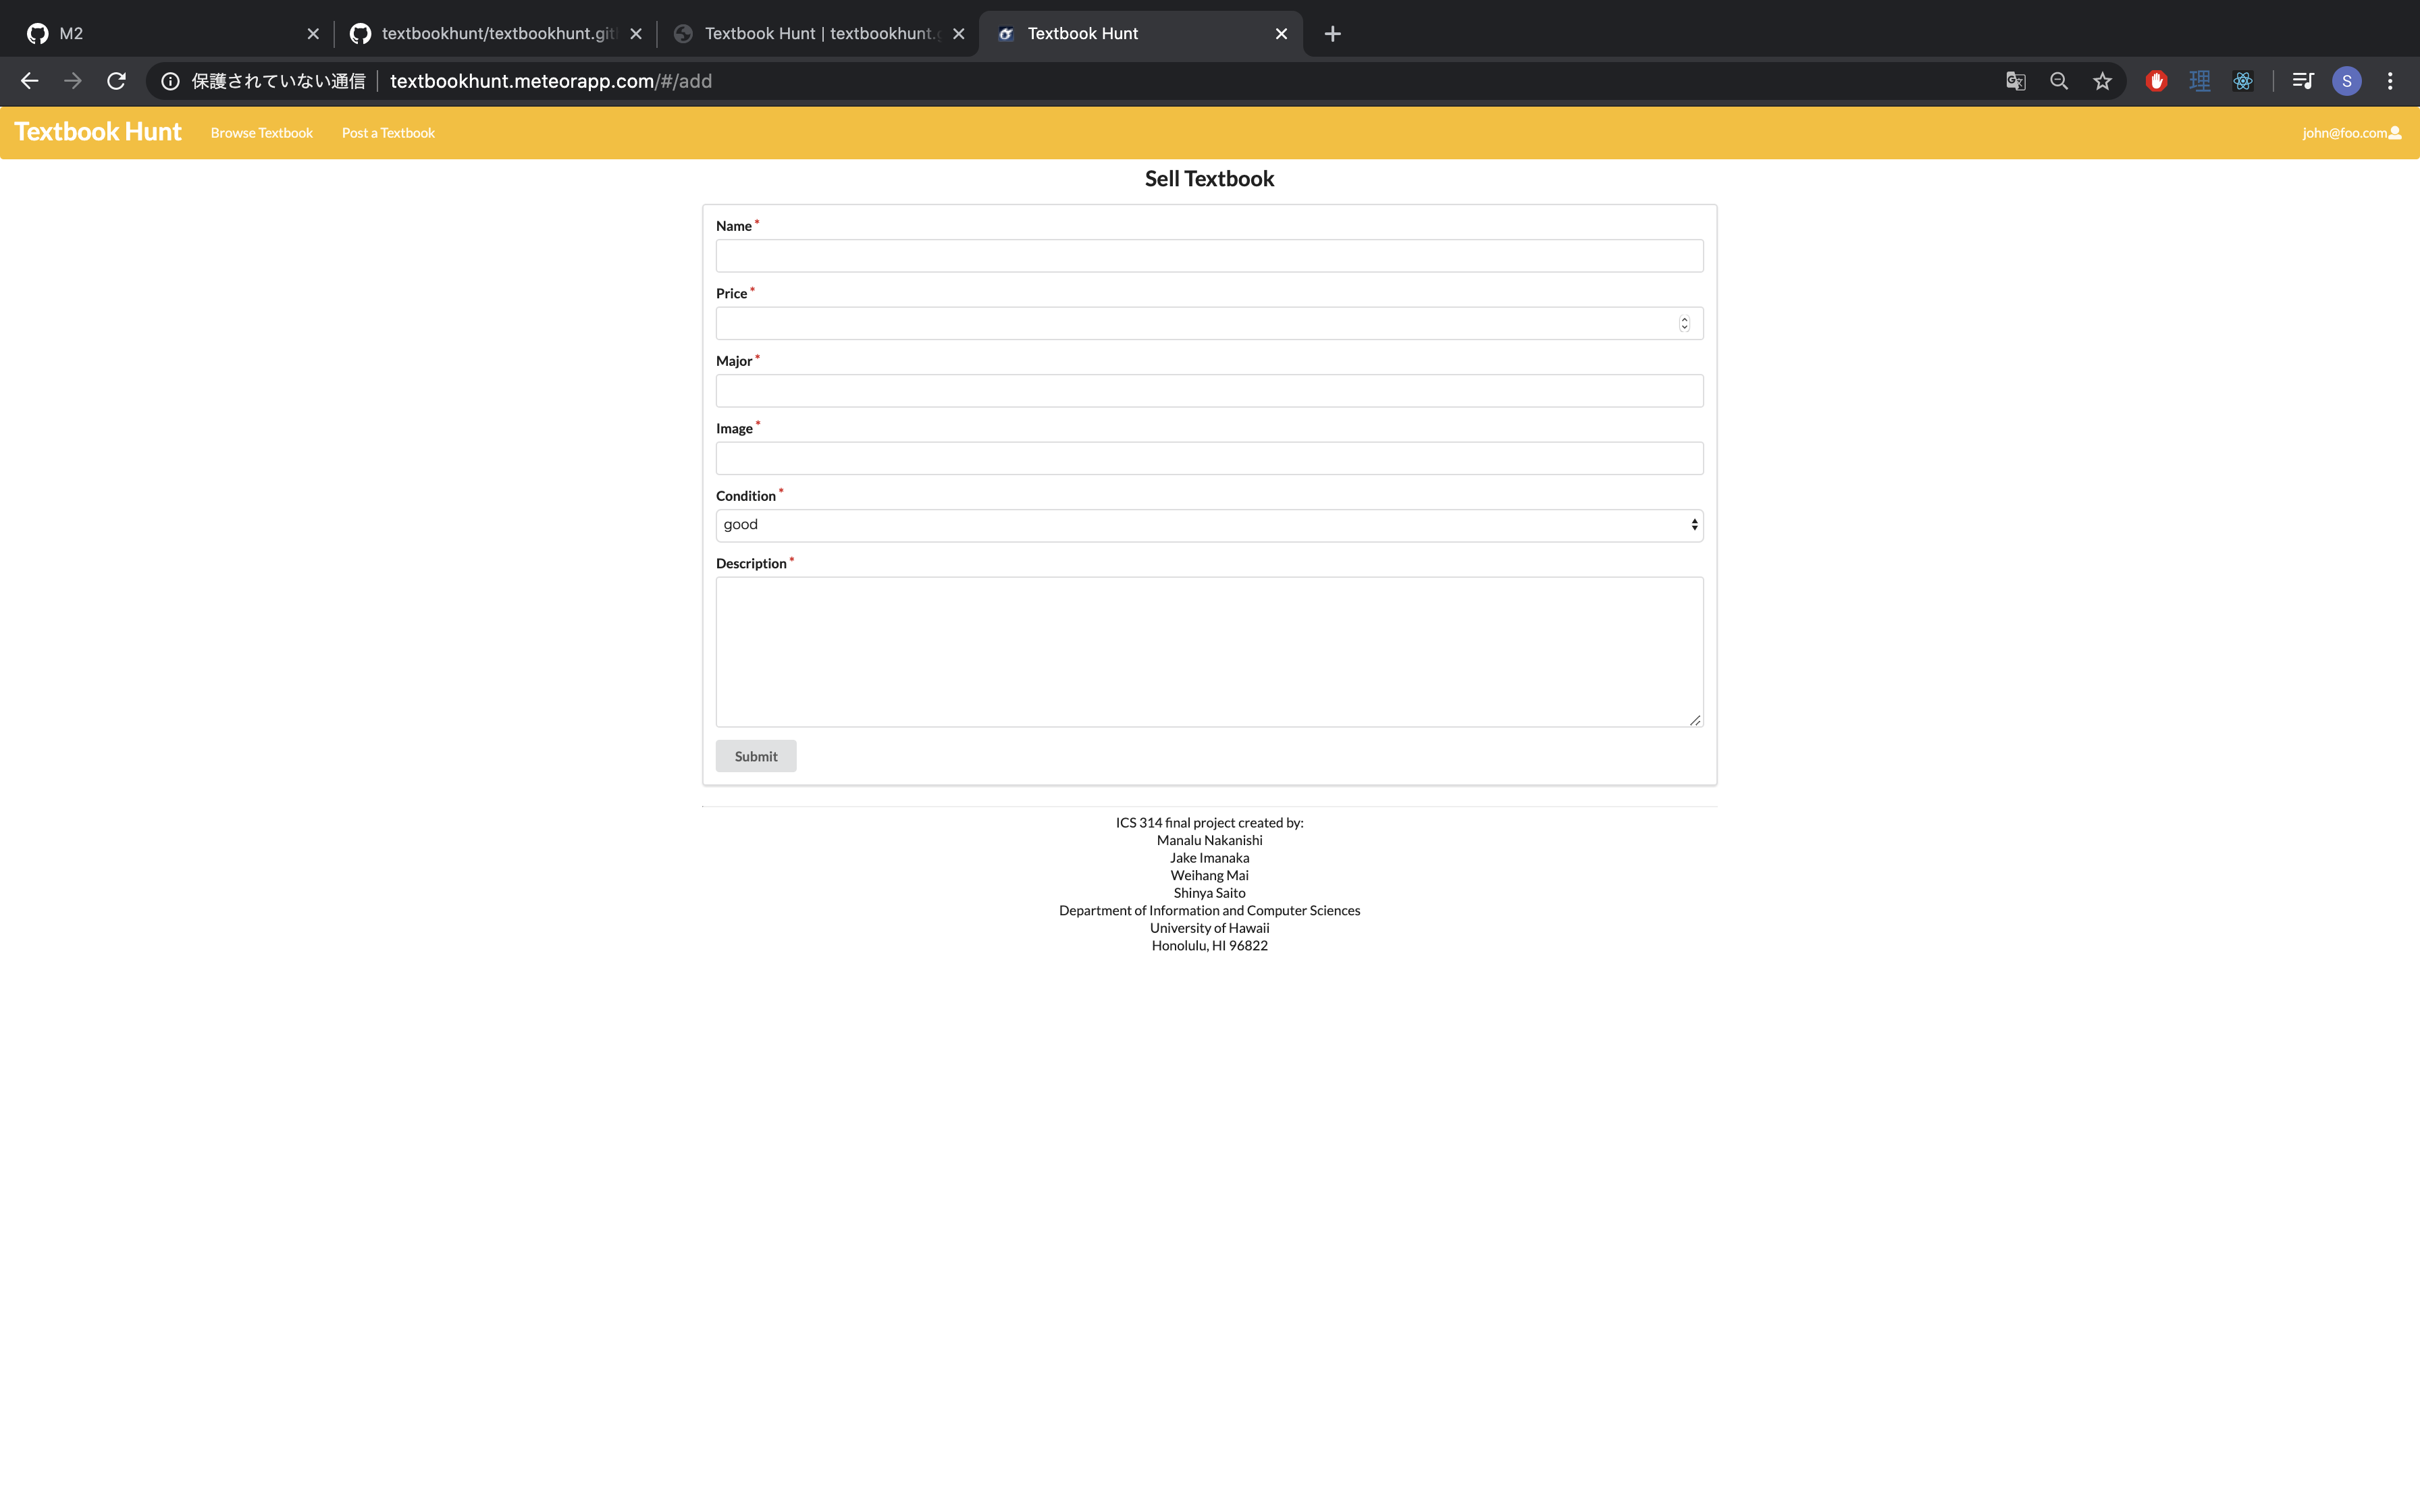 M2
textbookhunt/textbookhunt.git
Textbook Hunt | textbookhunt.g
Textbook Hunt
保護されていない通信 | textbookhunt.meteorapp.com/#/add
S
Textbook Hunt
Browse Textbook
Post a Textbook
john@foo.com
Sell Textbook
Name *
Price *
Major *
Image *
Condition *
good
Description *
Submit
ICS 314 final project created by:
Manalu Nakanishi
Jake Imanaka
Weihang Mai
Shinya Saito
Department of Information and Computer Sciences
University of Hawaii
Honolulu, HI 96822